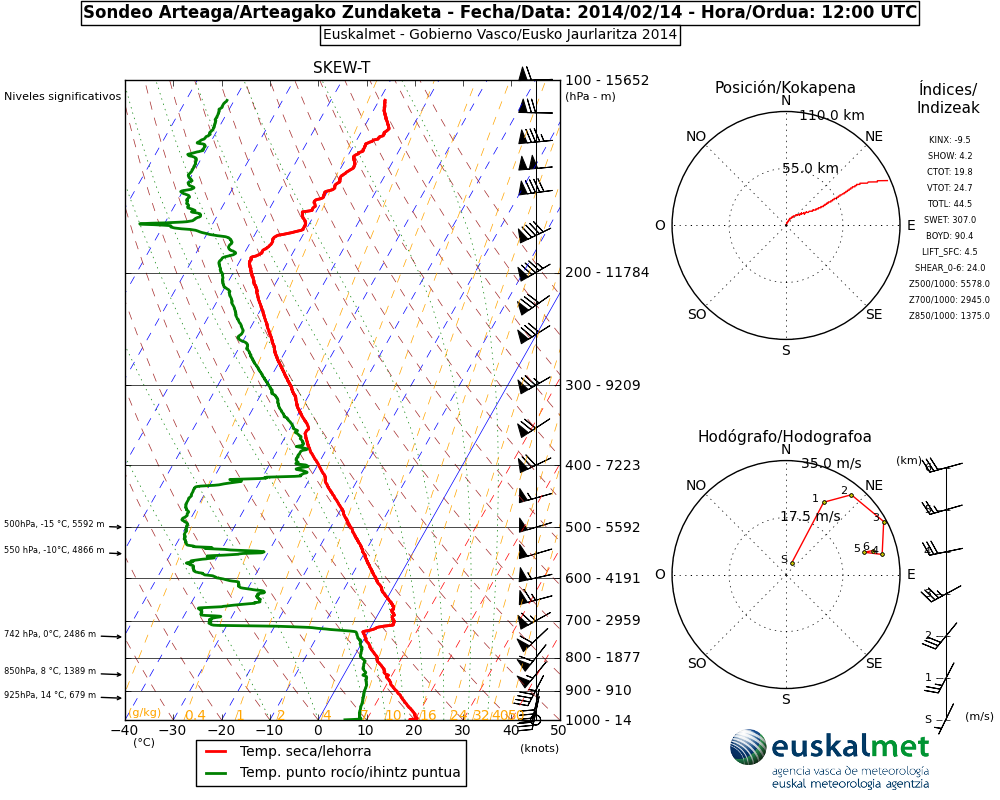 Sondeo Arteaga/Arteagako Zundaketa - Fecha/Data: 2014/02/14 - Hora/Ordua: 12:00 UTC
Euskalmet - Gobierno Vasco/Eusko Jaurlaritza 2014
SKEW-T
Niveles significativos
100 - 15652
(hPa - m)
200 - 11784
300 - 9209
400 - 7223
500 - 5592
600 - 4191
700 - 2959
800 - 1877
900 - 910
1000 - 14
500hPa, -15 °C, 5592 m
550 hPa, -10°C, 4866 m
742 hPa, 0°C, 2486 m
850hPa, 8 °C, 1389 m
925hPa, 14 °C, 679 m
(g/kg) 0.4 1 2 4 10 16 24 32 40
−40 −30 −20 −10 0 10 20 30 40 50
(°C)
(knots)
Temp. seca/lehorra
Temp. punto rocío/ihintz puntua
Posición/Kokapena
N
110.0 km
NO
NE
55.0 km
O
E
SO
SE
S
Índices/
Indizeak
KINX: -9.5
SHOW: 4.2
CTOT: 19.8
VTOT: 24.7
TOTL: 44.5
SWET: 307.0
BOYD: 90.4
LIFT_SFC: 4.5
SHEAR_0-6: 24.0
Z500/1000: 5578.0
Z700/1000: 2945.0
Z850/1000: 1375.0
Hodógrafo/Hodografoa
N
35.0 m/s
NO
NE
17.5 m/s
S
1
2
3
5 6 4
O
E
SO
SE
S
(km)
2
1
S
(m/s)
euskalmet
agencia vasca de meteorología
euskal meteorologia agentzia